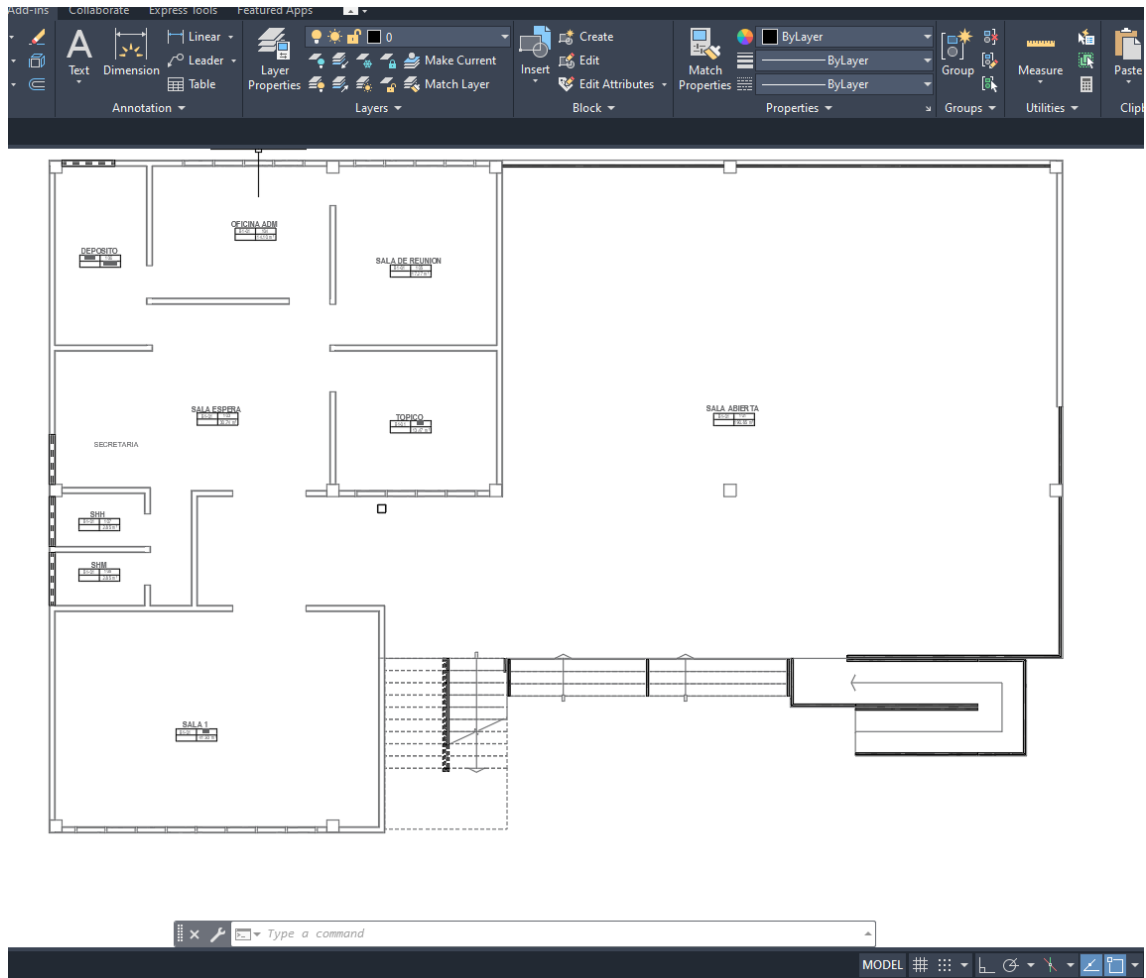 Add-ins Collaborate Express Tools Featured Apps
Text
Dimension
Linear
Leader
Table
Annotation
Layer
Properties
0
Make Current
Match Layer
Layers
Insert
Create
Edit
Edit Attributes
Block
Match
Properties
ByLayer
ByLayer
ByLayer
Properties
Group
Groups
Measure
Utilities
Paste
OFICINA ADM
DEPOSITO
SALA DE REUNION
SALA ESPERA
TOPICO
SALA ABIERTA
SECRETARIA
SHH
SHM
SALA 1
Type a command
MODEL